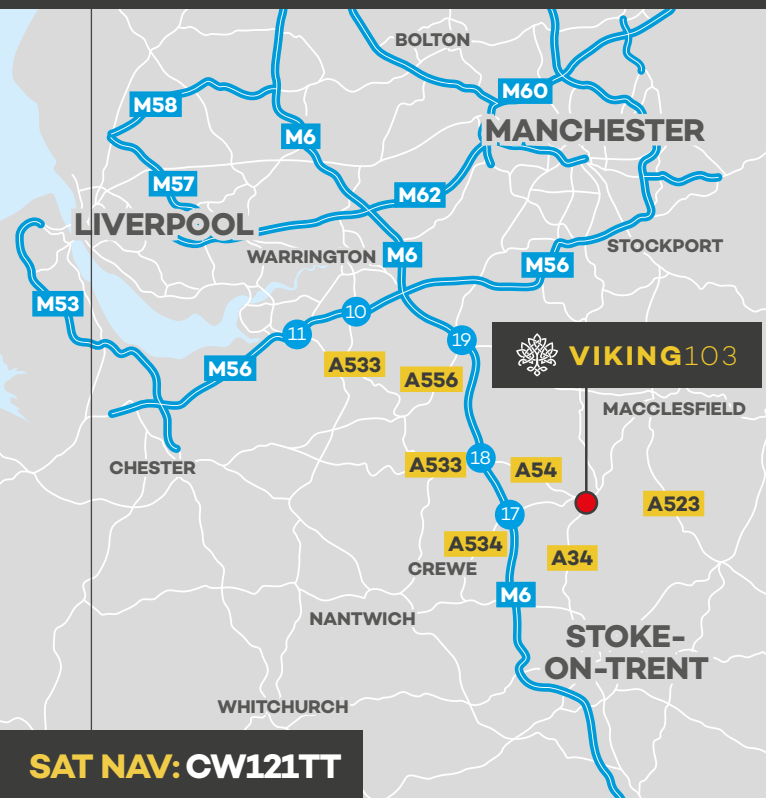 BOLTON
M60
M58
MANCHESTER
M6
M57
M62
LIVERPOOL
STOCKPORT
WARRINGTON
M6
M56
M53
10
11
19
VIKING103
A533
M56
A556
MACCLESFIELD
18
A533
A54
CHESTER
A523
17
A534
A34
CREWE
M6
NANTWICH
STOKE-
ON-TRENT
WHITCHURCH
SAT NAV: CW121TT